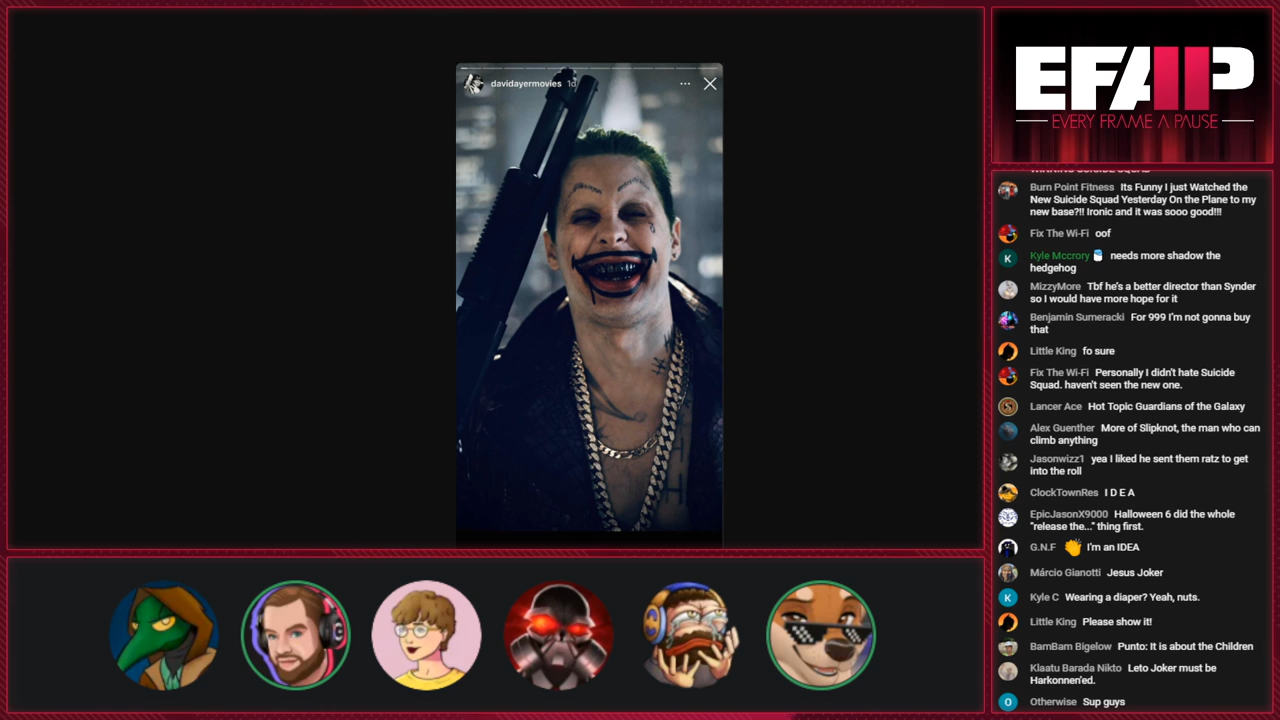 davidayermovies 1d
EFAP
EVERY FRAME A PAUSE
Burn Point Fitness Its Funny I just Watched the
New Suicide Squad Yesterday On the Plane to my
new base?!! Ironic and it was sooo good!!!
Fix The Wi-Fi oof
Kyle Mccrory needs more shadow the
hedgehog
MizzyMore Tbf he's a better director than Synder
so I would have more hope for it
Benjamin Sumeracki For 999 I'm not gonna buy
that
Little King fo sure
Fix The Wi-Fi Personally I didn't hate Suicide
Squad. haven't seen the new one.
Lancer Ace Hot Topic Guardians of the Galaxy
Alex Guenther More of Slipknot, the man who can
climb anything
Jasonwizz1 yea I liked he sent them ratz to get
into the roll
ClockTownRes I D E A
EpicJasonX9000 Halloween 6 did the whole
"release the..." thing first.
G.N.F I'm an IDEA
Márcio Gianotti Jesus Joker
Kyle C Wearing a diaper? Yeah, nuts.
Little King Please show it!
BamBam Bigelow Punto: It is about the Children
Klaatu Barada Nikto Leto Joker must be
Harkonnen'ed.
Otherwise Sup guys